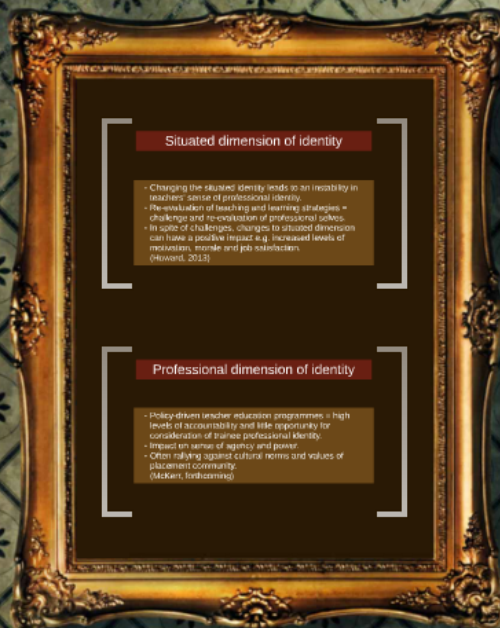 Situated dimension of identity
- Changing the situated identity leads to an instability in
teachers' sense of professional identity.
- Re-evaluation of teaching and learning strategies =
challenge and re-evaluation of professional selves.
- In spite of challenges, changes to situated dimension
can have a positive impact e.g. increased levels of
motivation, morale and job satisfaction.
(Howard, 2013)
Professional dimension of identity
- Policy-driven teacher education programmes = high
levels of accountability and little opportunity for
consideration of trainee professional identity.
- Impact on sense of agency and power.
- Often rallying against cultural norms and values of
placement community.
(McKerr, forthcoming)